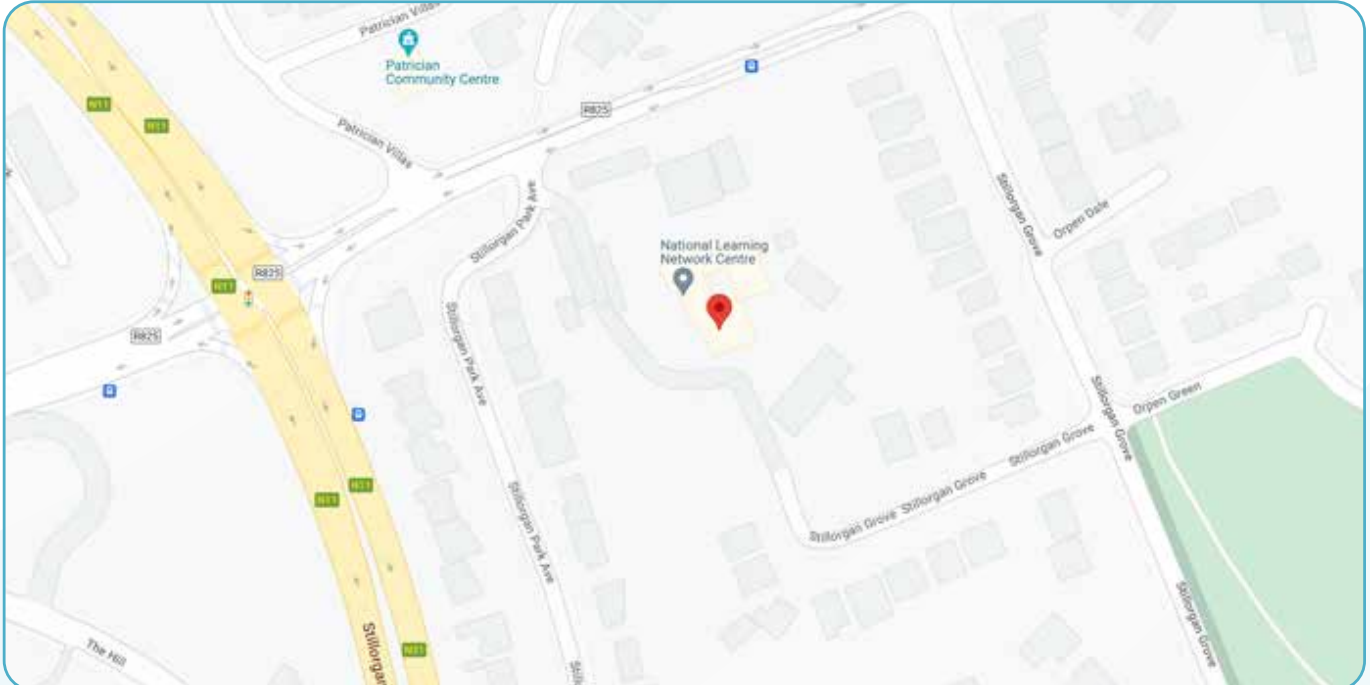 Patrician Villas
Patrician
Community Centre
N11
N11
R825
Patrician Villas
Stillorgan Park Ave
Stillorgan Grove
Orpen Dale
National Learning
Network Centre
R825
N11
R825
Stillorgan Park Ave
Stillorgan Grove
Orpen Green
Stillorgan Grove
Stillorgan Grove
Stillorgan Grove
N11
N11
Stillorgan Park Ave
Stillorgan Grove
The Hill
N11